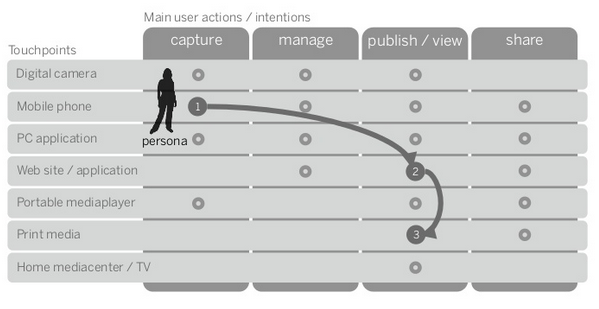 Main user actions / intentions
Touchpoints
capture
manage
publish / view
share
Digital camera
Mobile phone
1
PC application
persona
Web site / application
2
Portable mediaplayer
Print media
3
Home mediacenter / TV